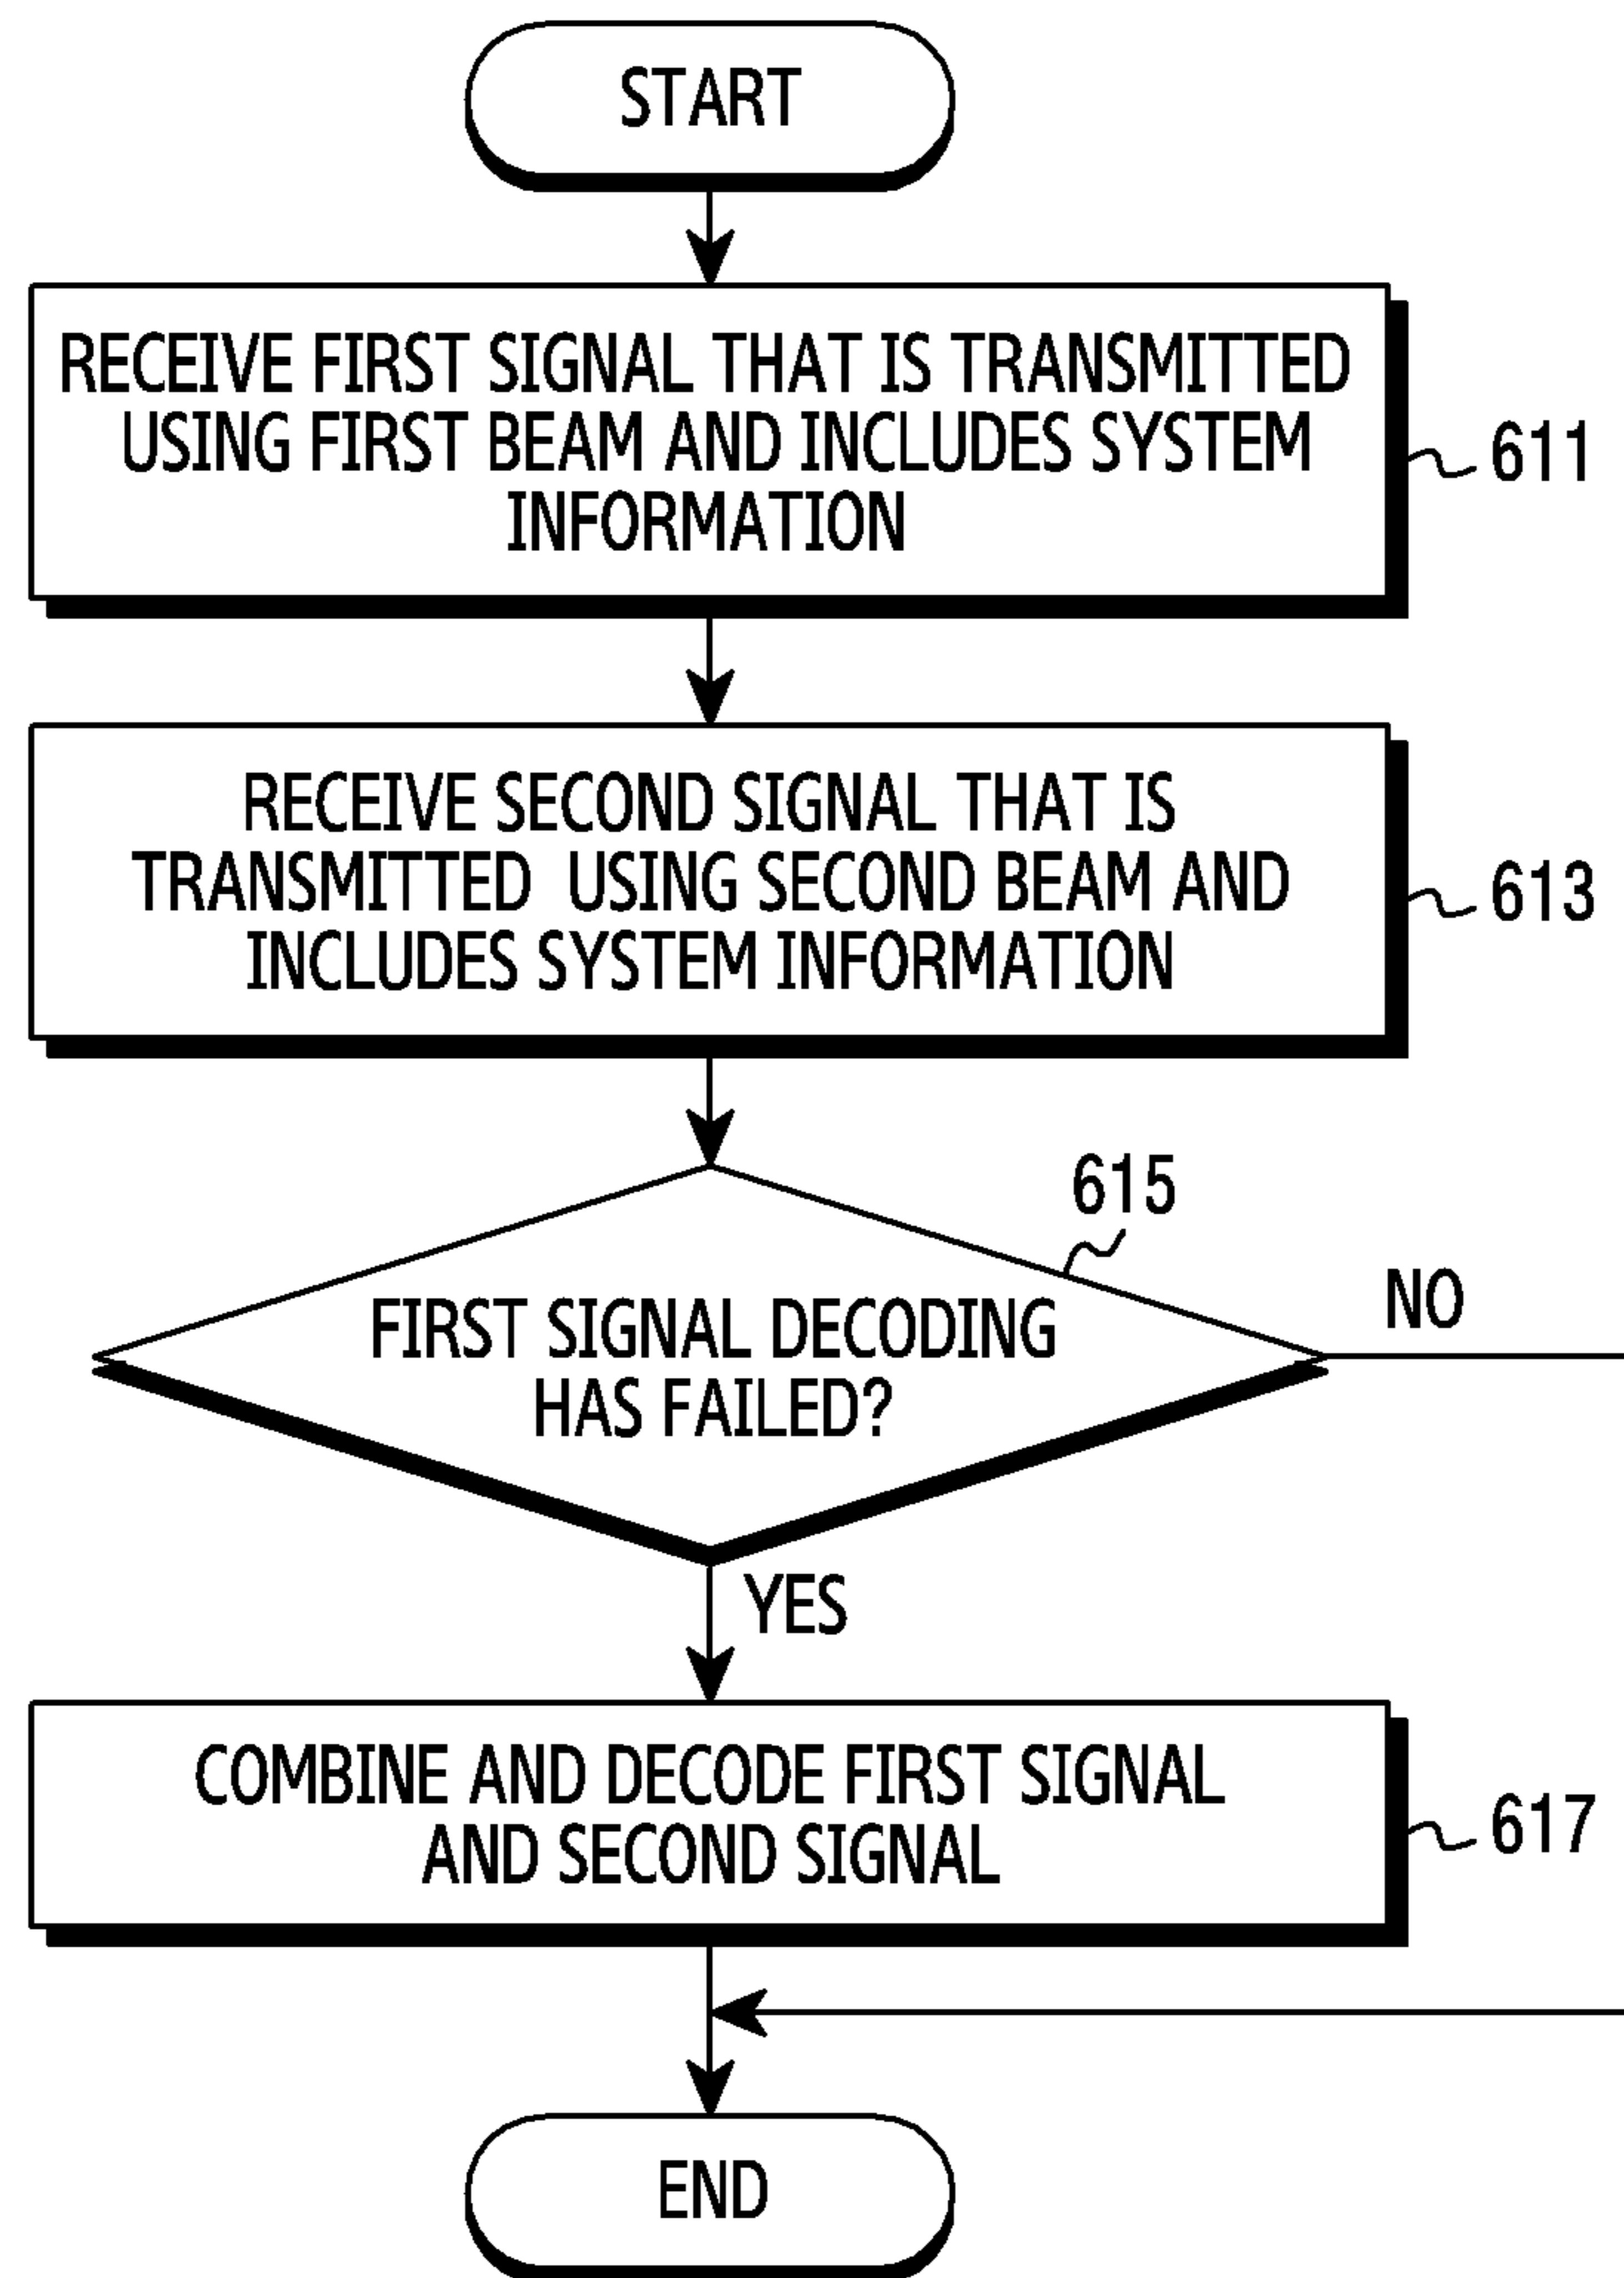 START
RECEIVE FIRST SIGNAL THAT IS TRANSMITTED
USING FIRST BEAM AND INCLUDES SYSTEM
INFORMATION
611
RECEIVE SECOND SIGNAL THAT IS
TRANSMITTED USING SECOND BEAM AND
INCLUDES SYSTEM INFORMATION
613
615
FIRST SIGNAL DECODING
HAS FAILED?
NO
YES
COMBINE AND DECODE FIRST SIGNAL
AND SECOND SIGNAL
617
END